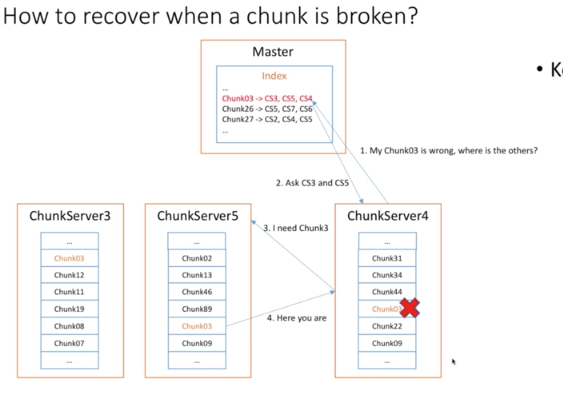 How to recover when a chunk is broken?
Master
Index
...
Chunk03 -> CS3, CS5, CS4
Chunk26 -> CS5, CS7, CS6
Chunk27 -> CS2, CS4, CS5
...
• K
1. My Chunk03 is wrong, where is the others?
2. Ask CS3 and CS5
3. I need Chunk3
4. Here you are
ChunkServer3
...
Chunk03
Chunk12
Chunk11
Chunk19
Chunk08
Chunk07
...
ChunkServer5
...
Chunk02
Chunk13
Chunk46
Chunk89
Chunk03
Chunk09
...
ChunkServer4
...
Chunk31
Chunk34
Chunk44
Chunk0
Chunk22
Chunk09
...